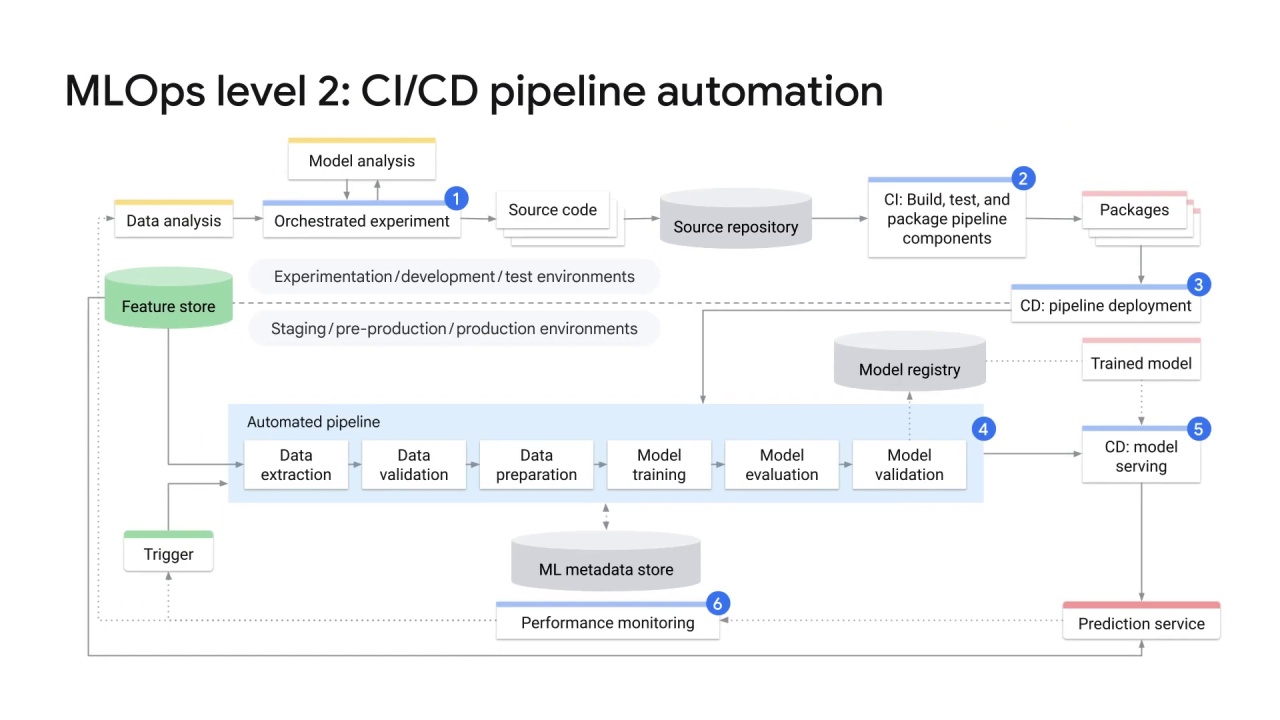 MLOps level 2: CI/CD pipeline automation
Model analysis
1
Data analysis
Orchestrated experiment
Source code
Source repository
2
CI: Build, test, and
package pipeline
components
Packages
Feature store
Experimentation/development/test environments
Staging/pre-production/production environments
3
CD: pipeline deployment
Model registry
Trained model
Automated pipeline
4
Data
extraction
Data
validation
Data
preparation
Model
training
Model
evaluation
Model
validation
5
CD: model
serving
Trigger
ML metadata store
6
Performance monitoring
Prediction service